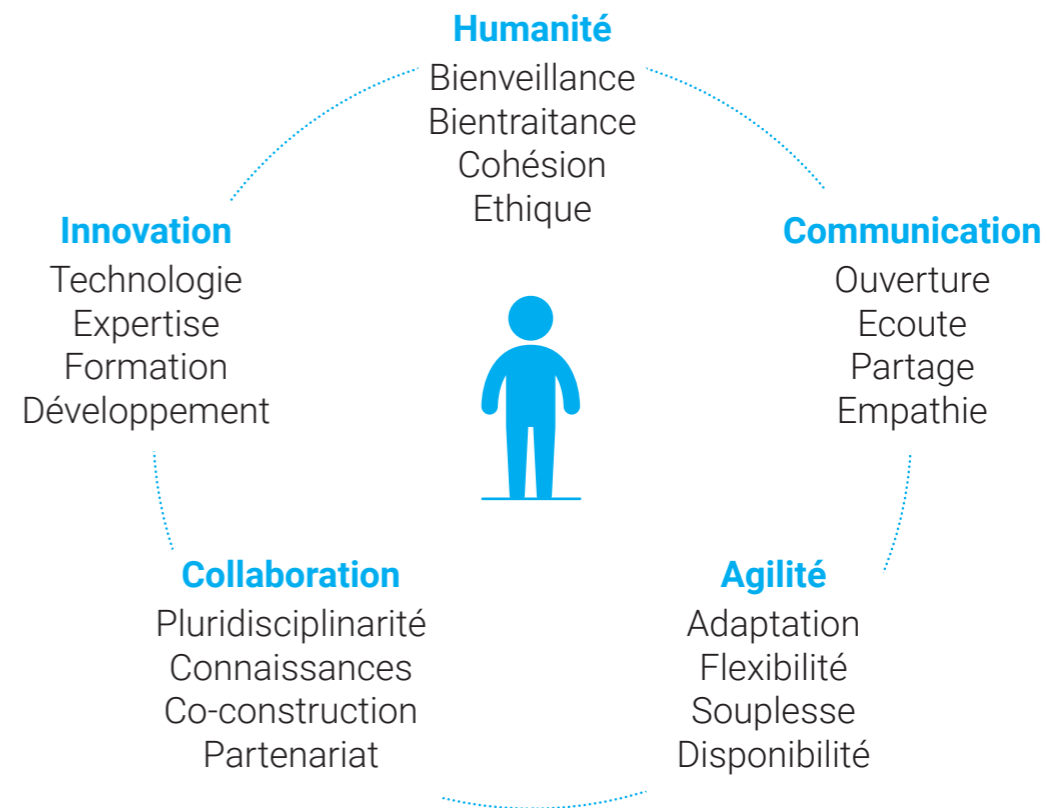 Humanité
Bienveillance
Bientraitance
Cohésion
Ethique
Innovation
Technologie
Expertise
Formation
Développement
Communication
Ouverture
Ecoute
Partage
Empathie
Collaboration
Pluridisciplinarité
Connaissances
Co-construction
Partenariat
Agilité
Adaptation
Flexibilité
Souplesse
Disponibilité